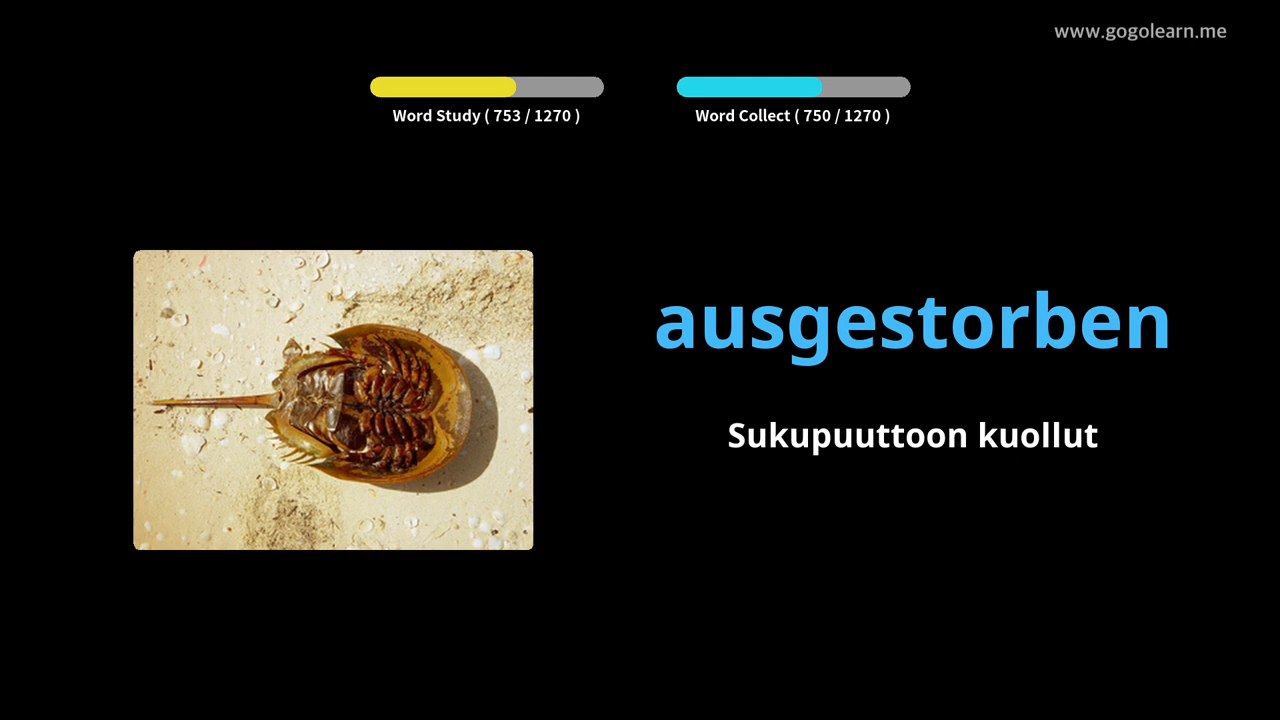 www.gogolearn.me
Word Study ( 753 / 1270 )
Word Collect ( 750 / 1270 )
ausgestorben
Sukupuuttoon kuollut